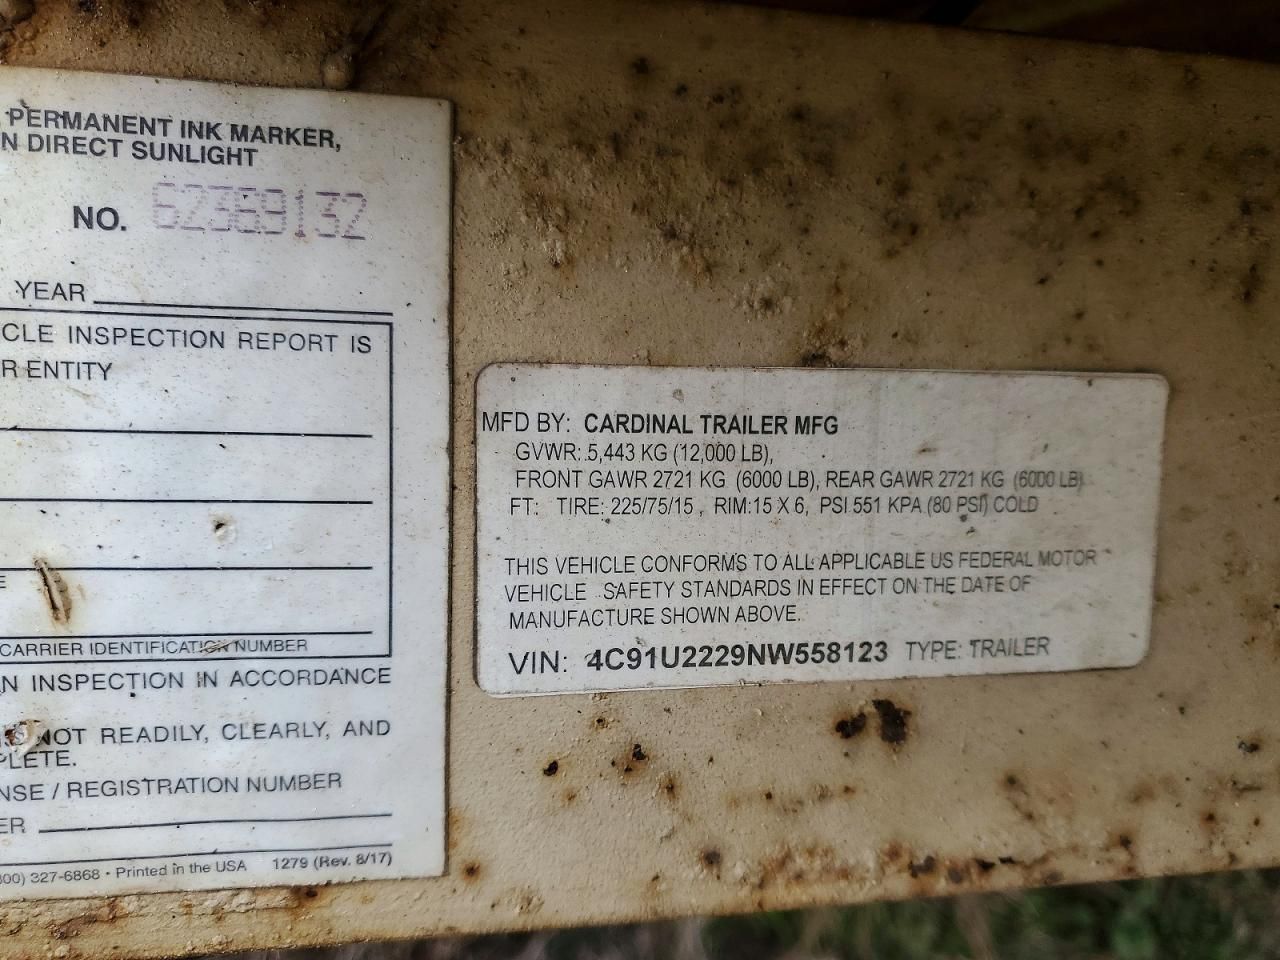 PERMANENT INK MARKER,
N DIRECT SUNLIGHT
NO. 62369132
YEAR
CLE INSPECTION REPORT IS
R ENTITY
E
CARRIER IDENTIFICATION NUMBER
N INSPECTION IN ACCORDANCE
IS NOT READILY, CLEARLY, AND
PLETE.
NSE / REGISTRATION NUMBER
ER
800) 327-6868 • Printed in the USA 1279 (Rev. 8/17)
MFD BY: CARDINAL TRAILER MFG
GVWR: 5,443 KG (12,000 LB),
FRONT GAWR 2721 KG (6000 LB), REAR GAWR 2721 KG (6000 LB)
FT: TIRE: 225/75/15 , RIM:15 X 6, PSI 551 KPA (80 PSI) COLD
THIS VEHICLE CONFORMS TO ALL APPLICABLE US FEDERAL MOTOR
VEHICLE SAFETY STANDARDS IN EFFECT ON THE DATE OF
MANUFACTURE SHOWN ABOVE.
VIN: 4C91U2229NW558123 TYPE: TRAILER